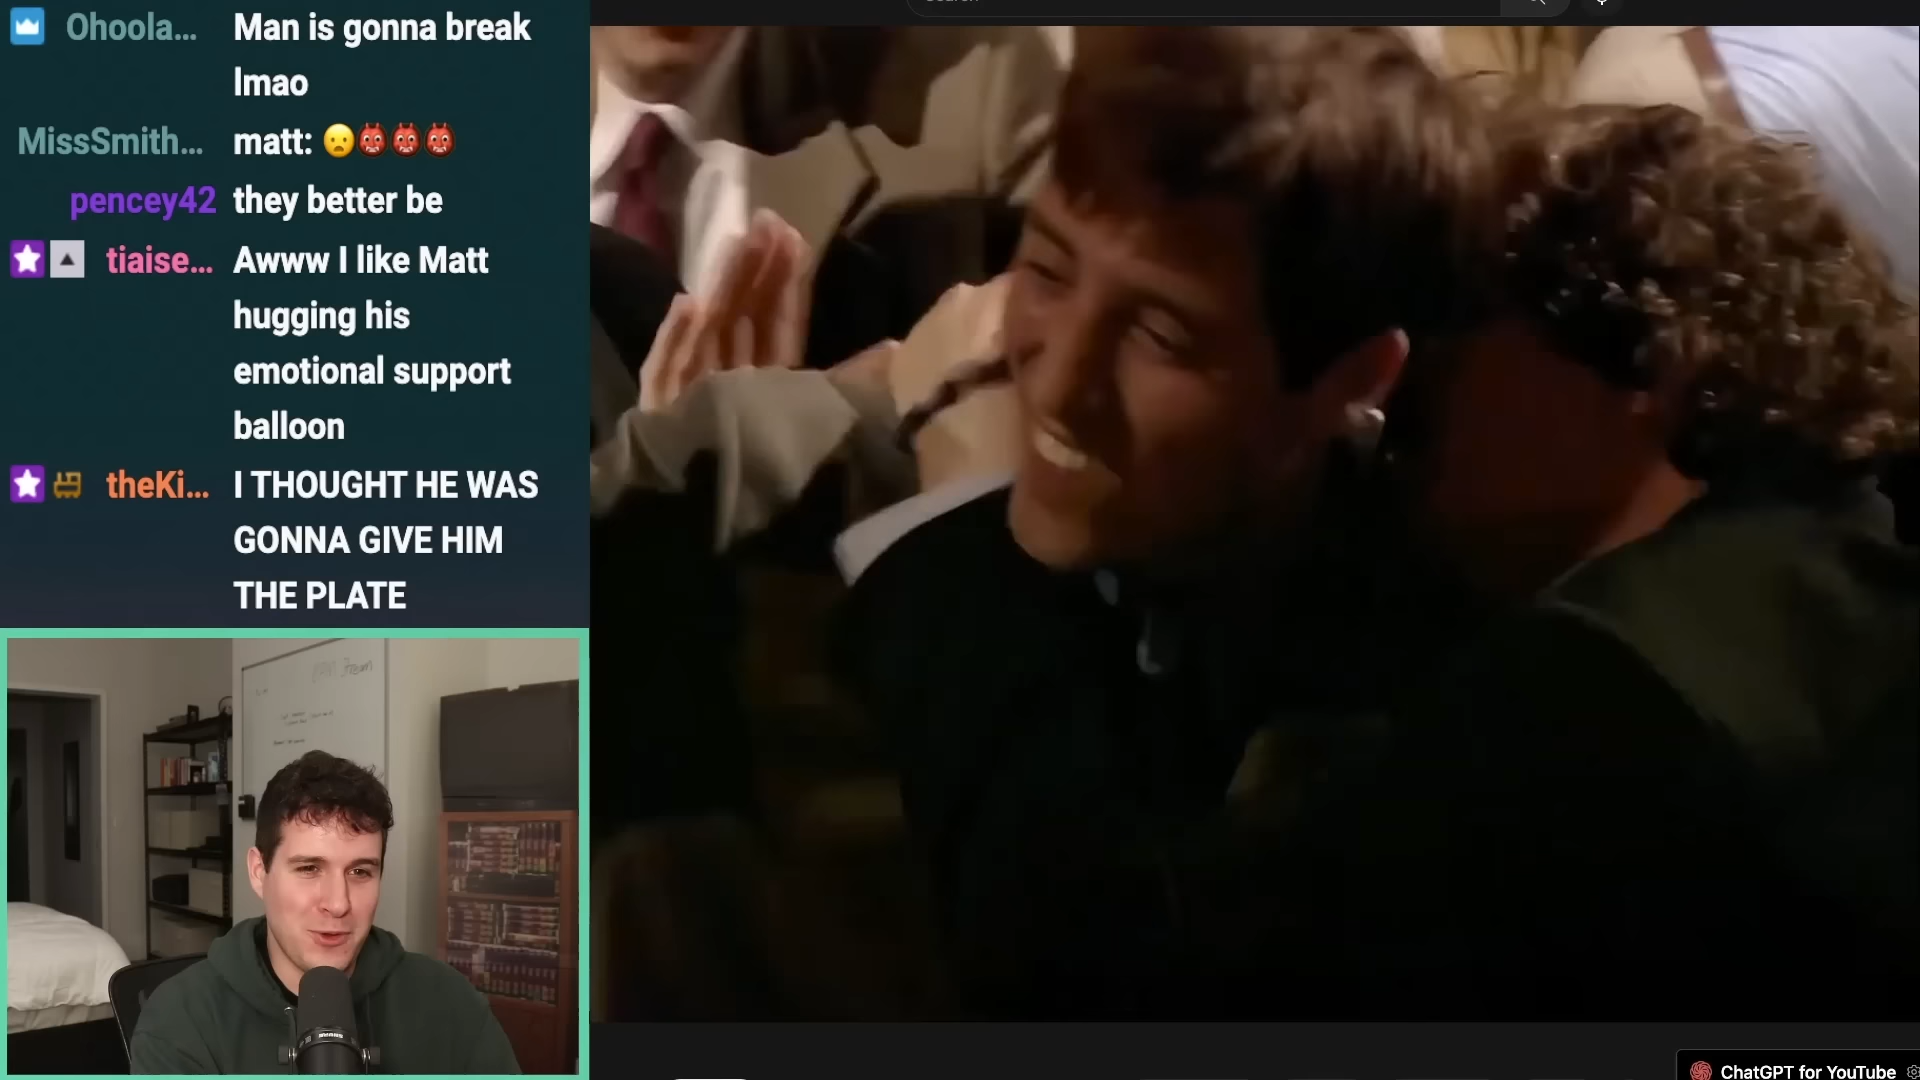 Ohoola... Man is gonna break
lmao
MissSmith... matt: 😦👹👹👹
pencey42 they better be
tiaise... Awww I like Matt
hugging his
emotional support
balloon
theKi... I THOUGHT HE WAS
GONNA GIVE HIM
THE PLATE
ChatGPT for YouTube